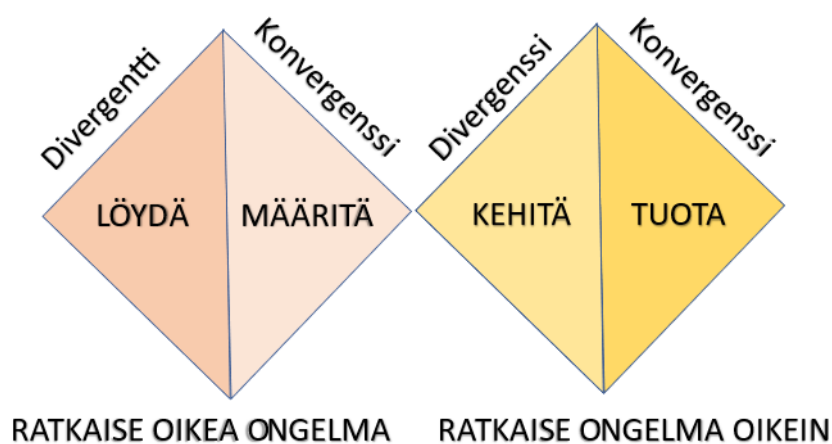 Divergentti
Konvergenssi
Divergenssi
Konvergenssi
LÖYDÄ
MÄÄRITÄ
KEHITÄ
TUOTA
RATKAISE OIKEA ONGELMA
RATKAISE ONGELMA OIKEIN